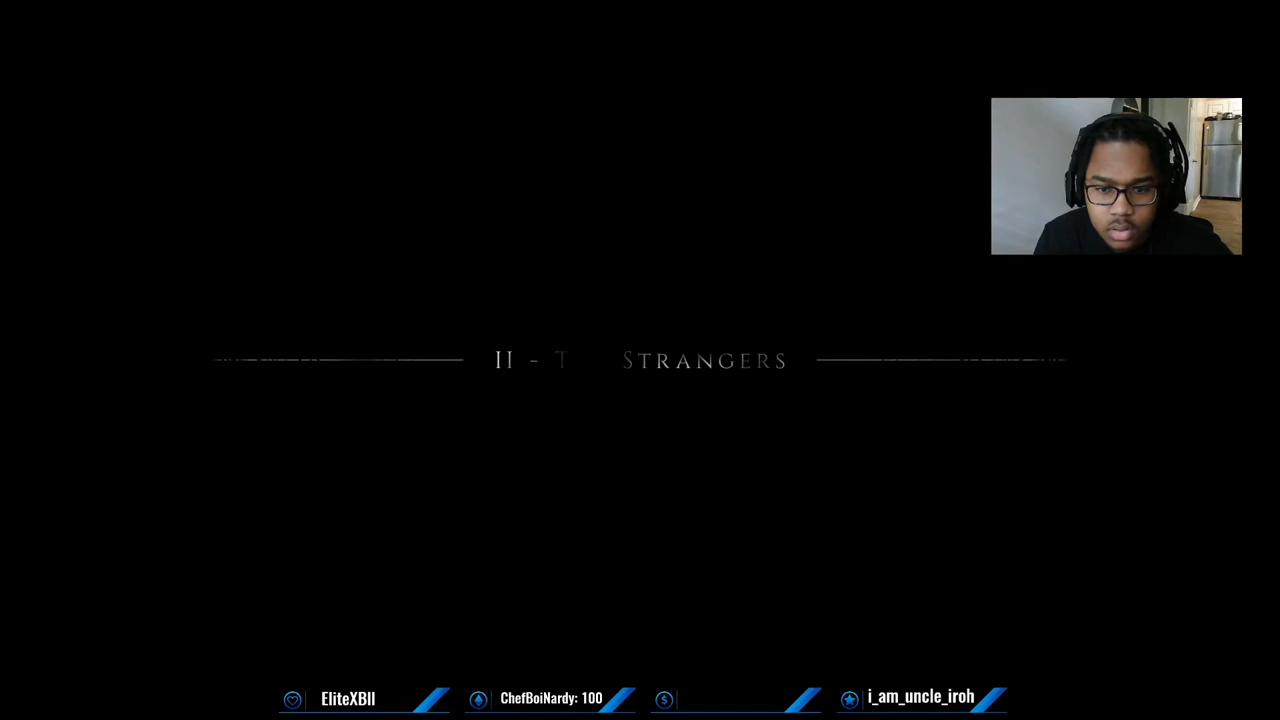 II - T   Strangers
EliteXBII
ChefBoiNardy: 100
i_am_uncle_iroh